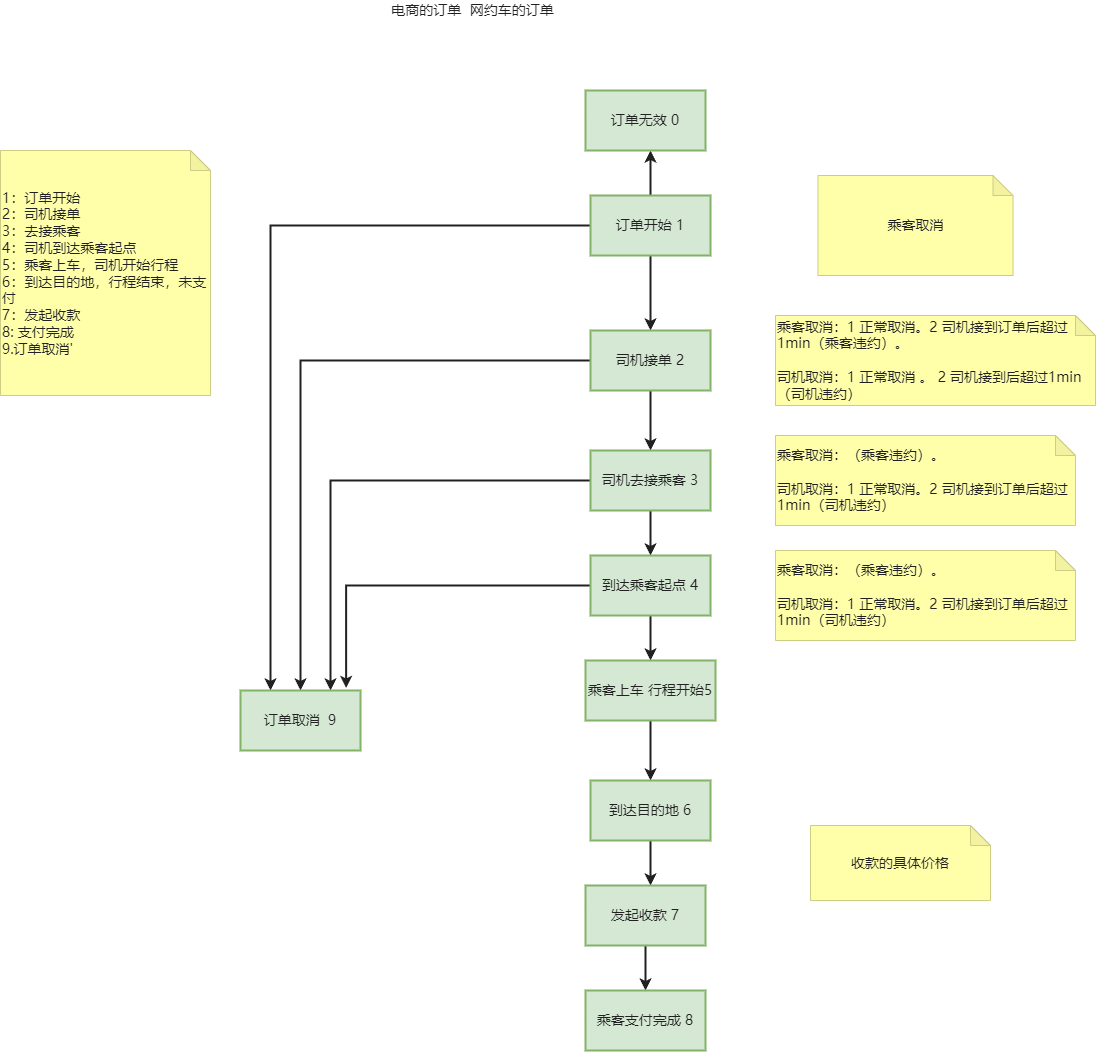 电商的订单  网约车的订单
订单无效 0
1：订单开始
2：司机接单
3：去接乘客
4：司机到达乘客起点
5：乘客上车，司机开始行程
6：到达目的地，行程结束，未支
付
7：发起收款
8: 支付完成
9.订单取消'
订单开始 1
乘客取消
司机接单 2
乘客取消：1 正常取消。2 司机接到订单后超过
1min（乘客违约）。
司机取消：1 正常取消 。 2 司机接到后超过1min
（司机违约）
司机去接乘客 3
乘客取消：（乘客违约）。
司机取消：1 正常取消。2 司机接到订单后超过
1min（司机违约）
到达乘客起点 4
乘客取消：（乘客违约）。
司机取消：1 正常取消。2 司机接到订单后超过
1min（司机违约）
乘客上车 行程开始5
订单取消  9
到达目的地 6
收款的具体价格
发起收款 7
乘客支付完成 8